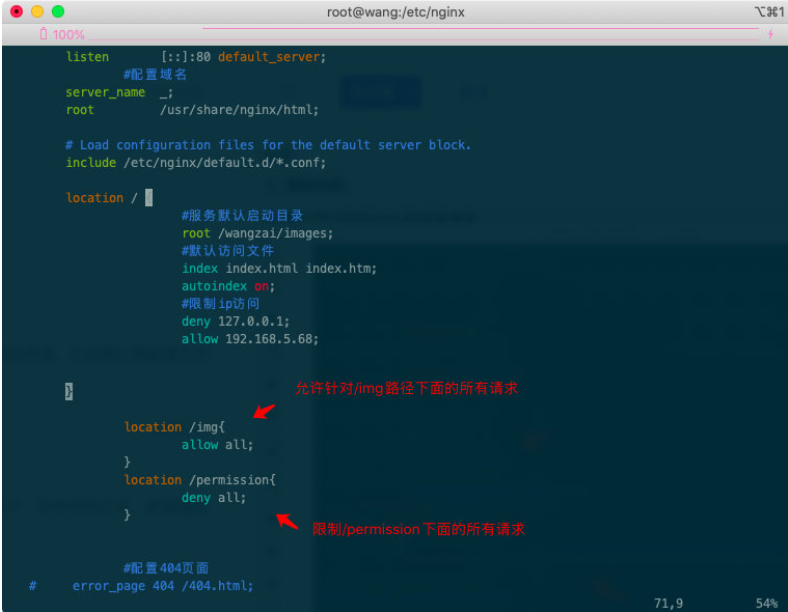 root@wang:/etc/nginx
⌥⌘1
100%
listen       [::]:80 default_server;
#配置域名
server_name  _;
root         /usr/share/nginx/html;
# Load configuration files for the default server block.
include /etc/nginx/default.d/*.conf;
location / {
#服务默认启动目录
root /wangzai/images;
#默认访问文件
index index.html index.htm;
autoindex on;
#限制ip访问
deny 127.0.0.1;
allow 192.168.5.68;
}
允许针对/img路径下面的所有请求
location /img{
allow all;
}
location /permission{
deny all;
}
限制/permission下面的所有请求
#配置404页面
#     error_page 404 /404.html;
71,9
54%